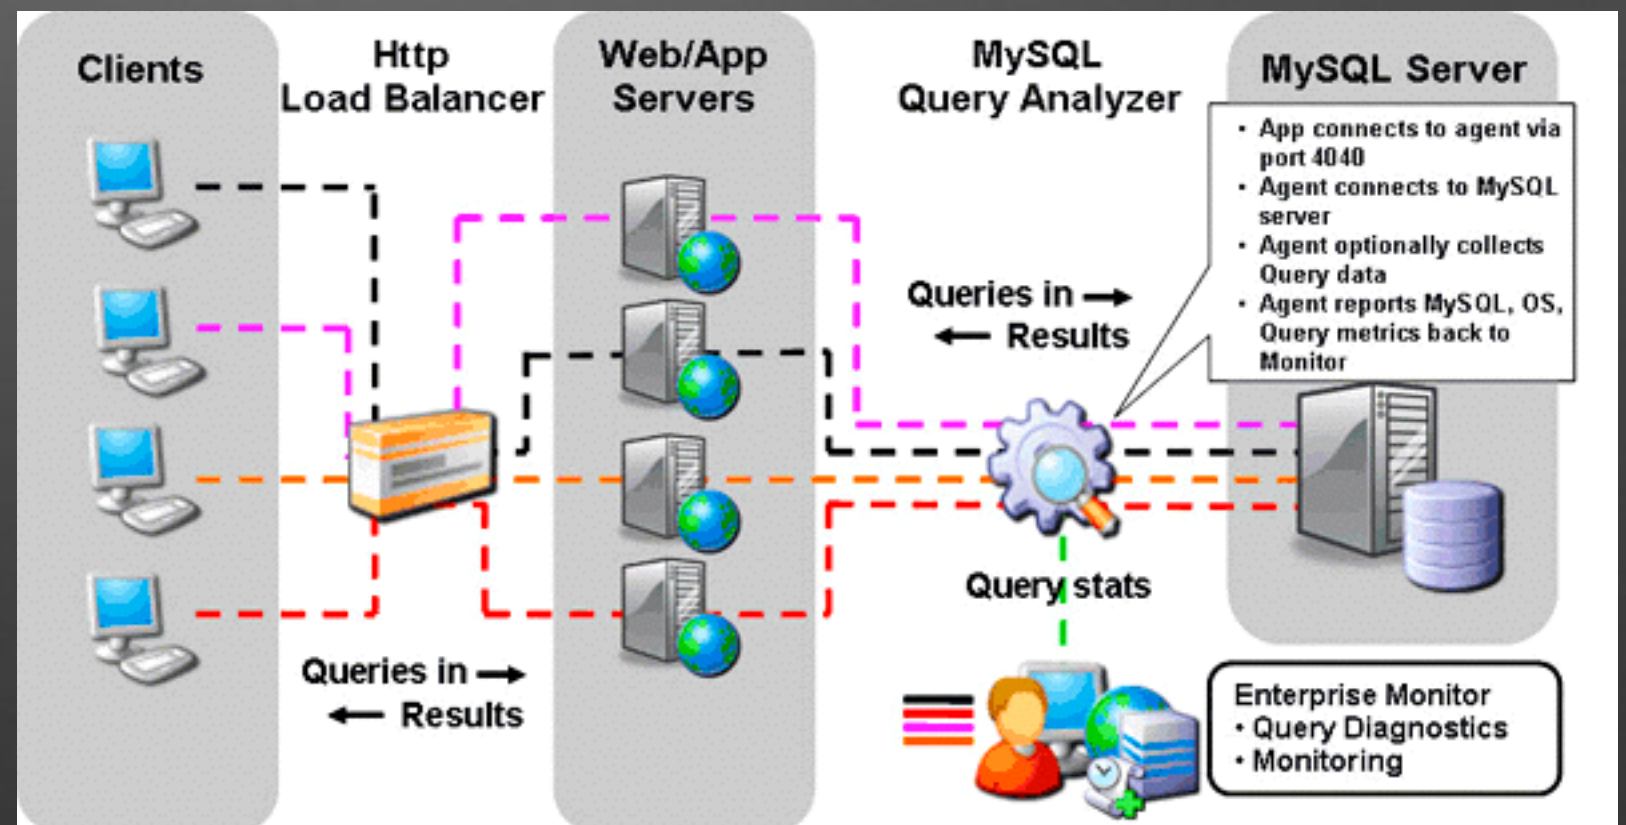 Clients
Http
Load Balancer
Web/App
Servers
MySQL
Query Analyzer
MySQL Server
• App connects to agent via
port 4040
• Agent connects to MySQL
server
• Agent optionally collects
Query data
• Agent reports MySQL, OS,
Query metrics back to
Monitor
Queries in →
← Results
Query stats
Queries in →
← Results
Enterprise Monitor
• Query Diagnostics
• Monitoring